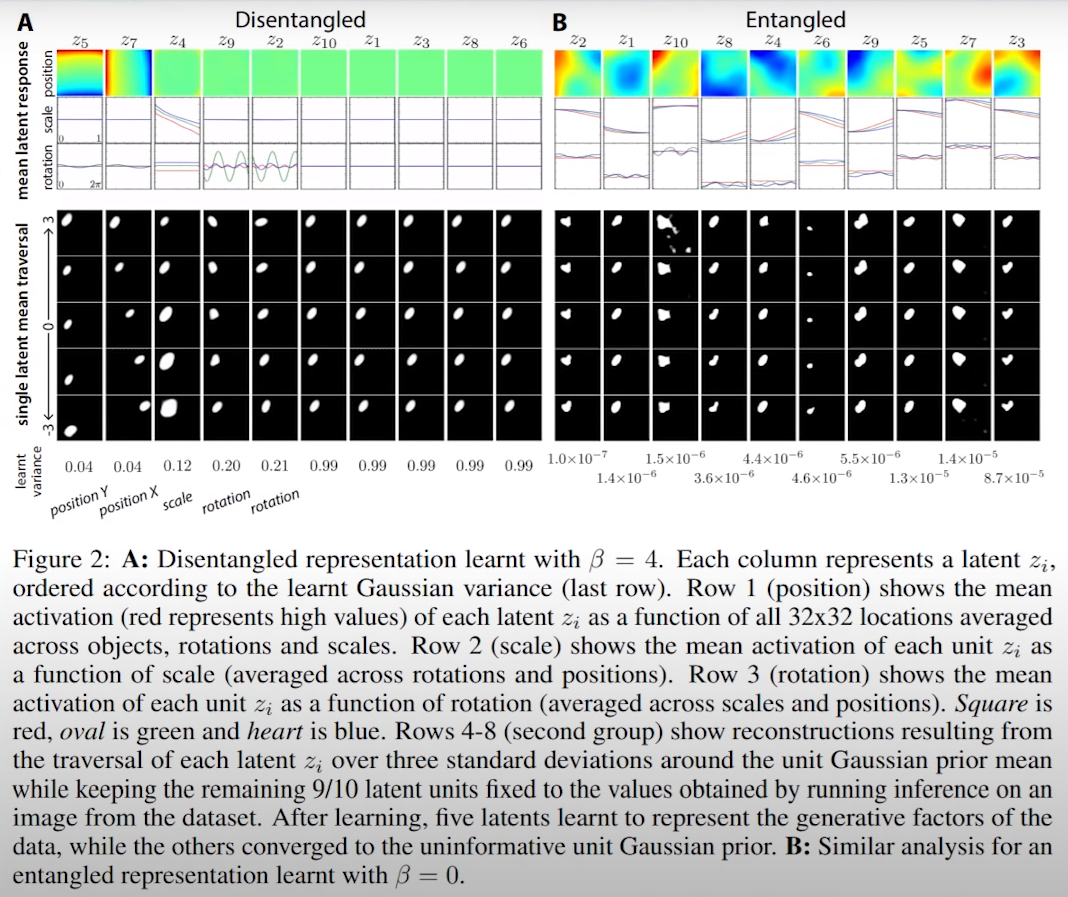 A Disentangled
B Entangled
z5 z7 z4 z9 z2 z10 z1 z3 z8 z6
z2 z1 z10 z8 z4 z6 z9 z5 z7 z3
mean latent response
position
scale
rotation
0 1
0 2π
single latent mean traversal
3
0
-3
learnt variance
0.04 0.04 0.12 0.20 0.21 0.99 0.99 0.99 0.99 0.99
position Y position X scale rotation rotation
1.0×10⁻⁷ 1.5×10⁻⁶ 4.4×10⁻⁶ 5.5×10⁻⁶ 1.4×10⁻⁵
1.4×10⁻⁶ 3.6×10⁻⁶ 4.6×10⁻⁶ 1.3×10⁻⁵ 8.7×10⁻⁵
Figure 2: A: Disentangled representation learnt with β = 4. Each column represents a latent zi,
ordered according to the learnt Gaussian variance (last row). Row 1 (position) shows the mean
activation (red represents high values) of each latent zi as a function of all 32x32 locations averaged
across objects, rotations and scales. Row 2 (scale) shows the mean activation of each unit zi as
a function of scale (averaged across rotations and positions). Row 3 (rotation) shows the mean
activation of each unit zi as a function of rotation (averaged across scales and positions). Square is
red, oval is green and heart is blue. Rows 4-8 (second group) show reconstructions resulting from
the traversal of each latent zi over three standard deviations around the unit Gaussian prior mean
while keeping the remaining 9/10 latent units fixed to the values obtained by running inference on an
image from the dataset. After learning, five latents learnt to represent the generative factors of the
data, while the others converged to the uninformative unit Gaussian prior. B: Similar analysis for an
entangled representation learnt with β = 0.